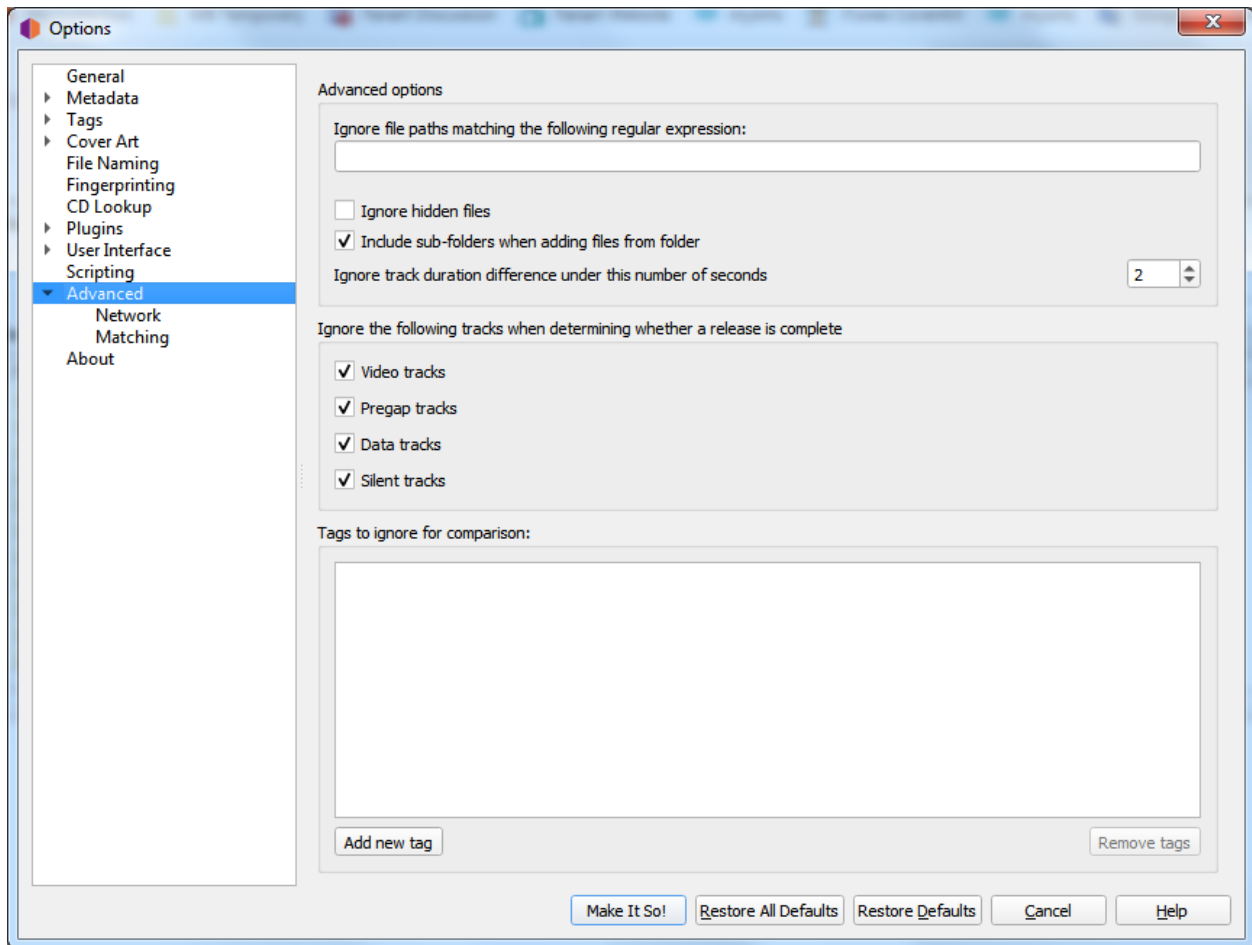 Options
General
Metadata
Tags
Cover Art
File Naming
Fingerprinting
CD Lookup
Plugins
User Interface
Scripting
Advanced
Network
Matching
About
Advanced options
Ignore file paths matching the following regular expression:
Ignore hidden files
Include sub-folders when adding files from folder
Ignore track duration difference under this number of seconds 2
Ignore the following tracks when determining whether a release is complete
Video tracks
Pregap tracks
Data tracks
Silent tracks
Tags to ignore for comparison:
Add new tag Remove tags
Make It So! Restore All Defaults Restore Defaults Cancel Help